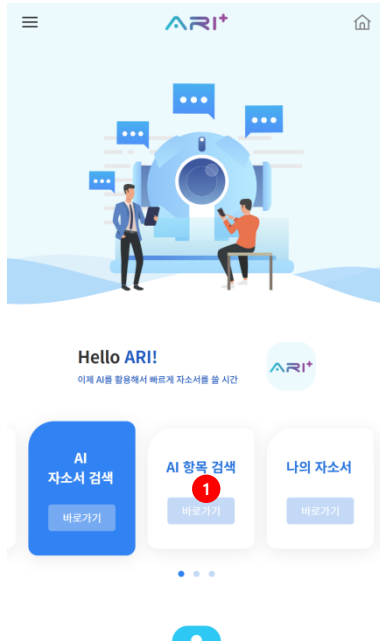 ARI+
Hello ARI!
이제 AI를 활용해서 빠르게 자소서를 쓸 시간
ARI+
AI
자소서 검색
바로가기
AI 항목 검색
1
바로가기
나의 자소서
바로가기